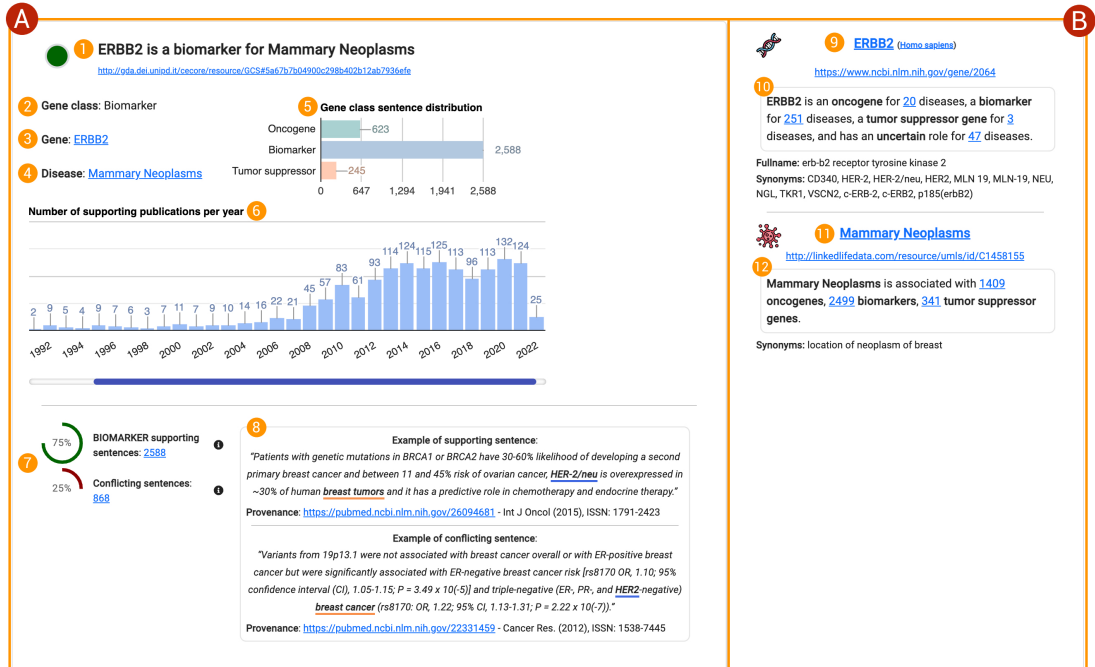 A
B
1 ERBB2 is a biomarker for Mammary Neoplasms
http://gda.dei.unipd.it/cecore/resource/GCS#5a67b7b04900c298b402b12ab7936efe
2 Gene class: Biomarker
3 Gene: ERBB2
4 Disease: Mammary Neoplasms
5 Gene class sentence distribution
Oncogene 623
Biomarker 2,588
Tumor suppressor 245
0 647 1,294 1,941 2,588
Number of supporting publications per year 6
2 9 5 4 9 7 6 3 7 11 7 9 10 14 16 22 21 45 57 83 61 93 114 124 115 125 113 96 113 132 124 25
1992 1994 1996 1998 2000 2002 2004 2006 2008 2010 2012 2014 2016 2018 2020 2022
7
75% BIOMARKER supporting
sentences: 2588
25% Conflicting sentences:
868
8
Example of supporting sentence:
"Patients with genetic mutations in BRCA1 or BRCA2 have 30-60% likelihood of developing a second
primary breast cancer and between 11 and 45% risk of ovarian cancer, HER-2/neu is overexpressed in
~30% of human breast tumors and it has a predictive role in chemotherapy and endocrine therapy."
Provenance: https://pubmed.ncbi.nlm.nih.gov/26094681 - Int J Oncol (2015), ISSN: 1791-2423
Example of conflicting sentence:
"Variants from 19p13.1 were not associated with breast cancer overall or with ER-positive breast
cancer but were significantly associated with ER-negative breast cancer risk [rs8170 OR, 1.10; 95%
confidence interval (CI), 1.05-1.15; P = 3.49 x 10(-5)] and triple-negative (ER-, PR-, and HER2-negative)
breast cancer (rs8170: OR, 1.22; 95% CI, 1.13-1.31; P = 2.22 x 10(-7))."
Provenance: https://pubmed.ncbi.nlm.nih.gov/22331459 - Cancer Res. (2012), ISSN: 1538-7445
9 ERBB2 (Homo sapiens)
https://www.ncbi.nlm.nih.gov/gene/2064
10
ERBB2 is an oncogene for 20 diseases, a biomarker
for 251 diseases, a tumor suppressor gene for 3
diseases, and has an uncertain role for 47 diseases.
Fullname: erb-b2 receptor tyrosine kinase 2
Synonyms: CD340, HER-2, HER-2/neu, HER2, MLN 19, MLN-19, NEU,
NGL, TKR1, VSCN2, c-ERB-2, c-ERB2, p185(erbB2)
11 Mammary Neoplasms
http://linkedlifedata.com/resource/umls/id/C1458155
12
Mammary Neoplasms is associated with 1409
oncogenes, 2499 biomarkers, 341 tumor suppressor
genes.
Synonyms: location of neoplasm of breast